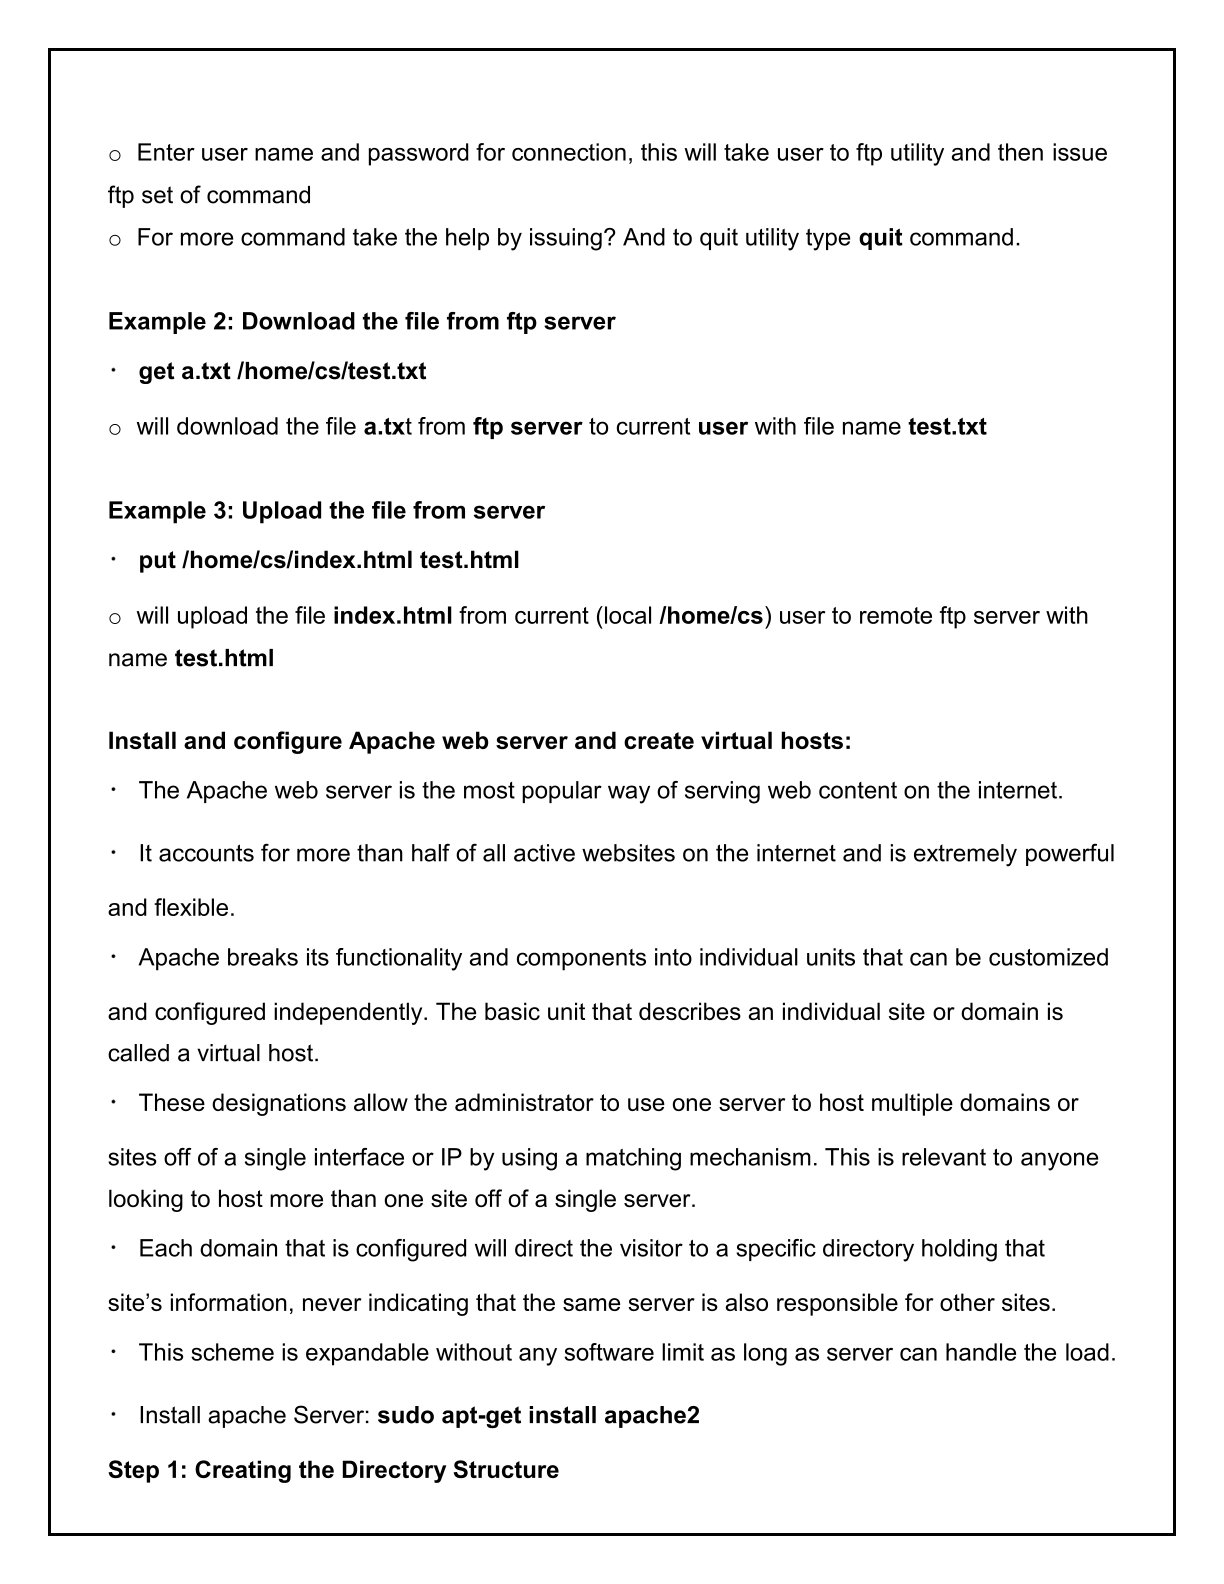 o Enter user name and password for connection, this will take user to ftp utility and then issue
ftp set of command
o For more command take the help by issuing? And to quit utility type quit command.
Example 2: Download the file from ftp server
· get a.txt /home/cs/test.txt
o will download the file a.txt from ftp server to current user with file name test.txt
Example 3: Upload the file from server
· put /home/cs/index.html test.html
o will upload the file index.html from current (local /home/cs) user to remote ftp server with
name test.html
Install and configure Apache web server and create virtual hosts:
· The Apache web server is the most popular way of serving web content on the internet.
· It accounts for more than half of all active websites on the internet and is extremely powerful
and flexible.
· Apache breaks its functionality and components into individual units that can be customized
and configured independently. The basic unit that describes an individual site or domain is
called a virtual host.
· These designations allow the administrator to use one server to host multiple domains or
sites off of a single interface or IP by using a matching mechanism. This is relevant to anyone
looking to host more than one site off of a single server.
· Each domain that is configured will direct the visitor to a specific directory holding that
site’s information, never indicating that the same server is also responsible for other sites.
· This scheme is expandable without any software limit as long as server can handle the load.
· Install apache Server: sudo apt-get install apache2
Step 1: Creating the Directory Structure